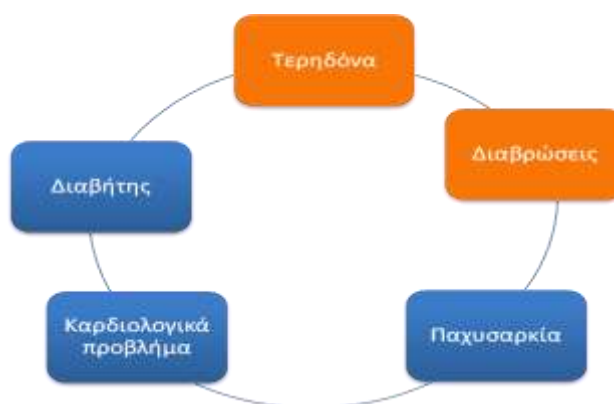 Τερηδόνα
Διαβρώσεις
Διαβήτης
Καρδιολογικά
προβλήμα
Παχυσαρκία